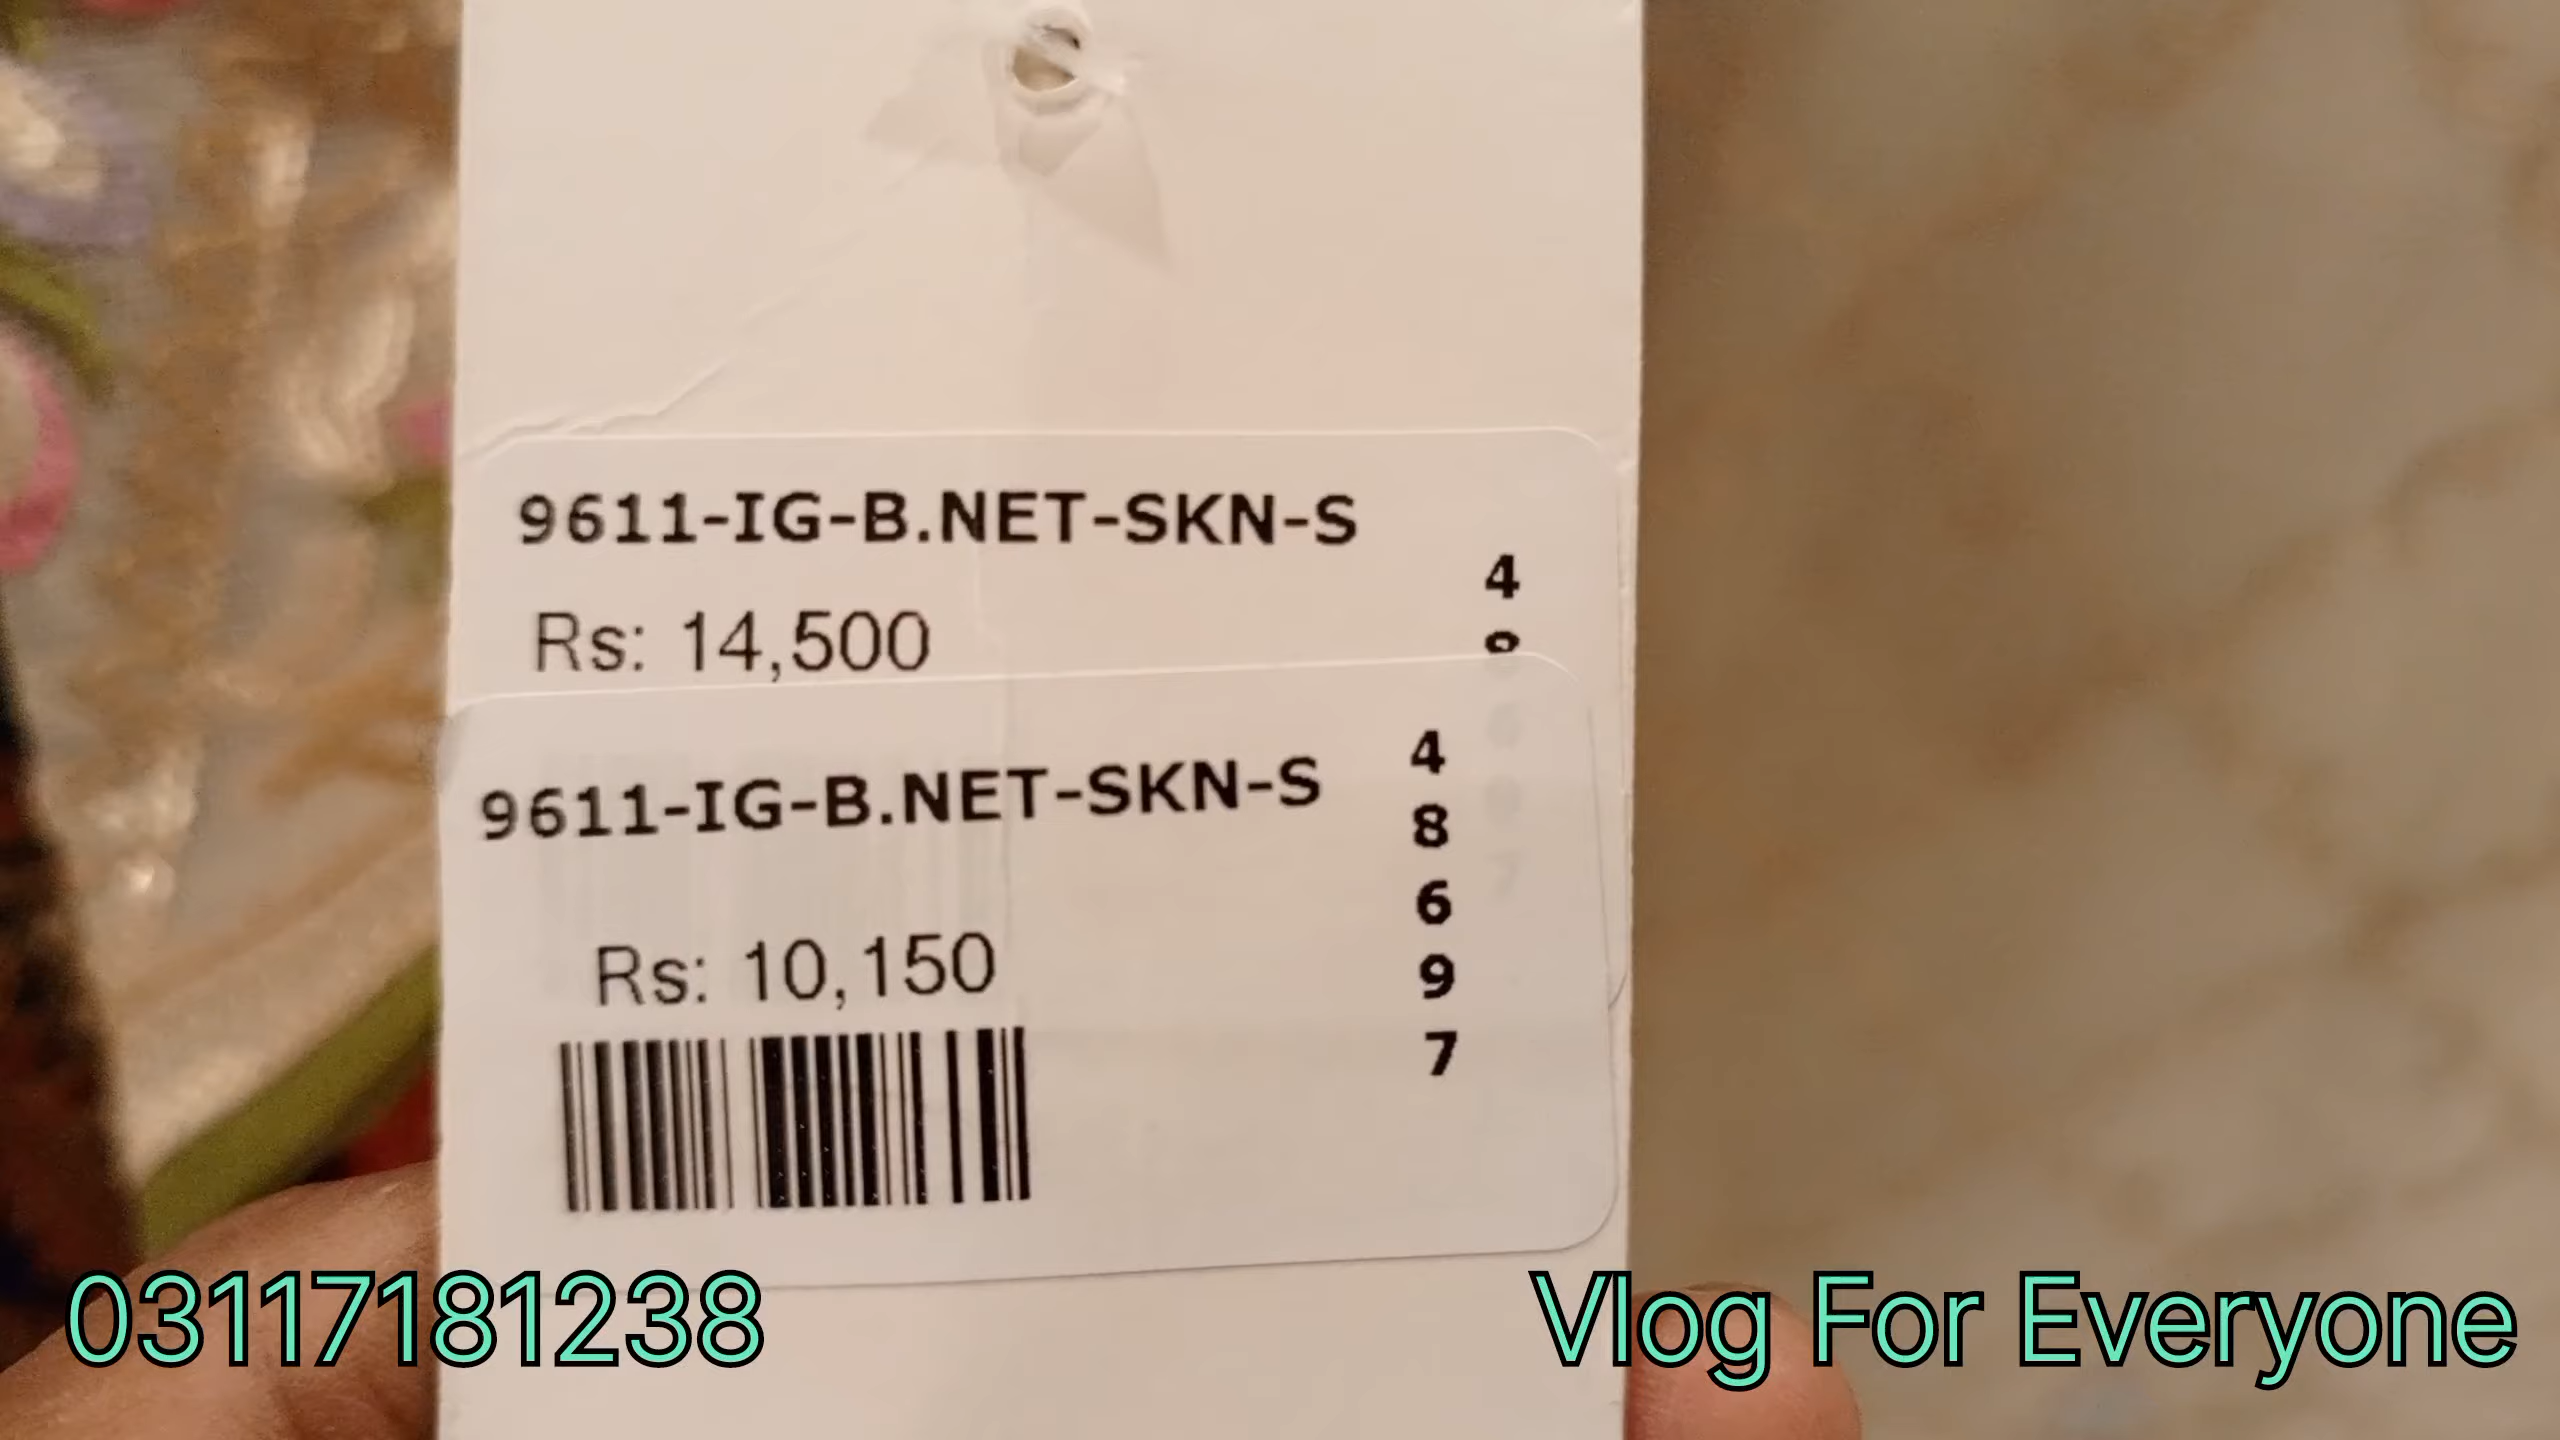 9611-IG-B.NET-SKN-S
4
Rs: 14,500
9611-IG-B.NET-SKN-S
4
8
6
9
7
Rs: 10,150
03117181238
Vlog For Everyone